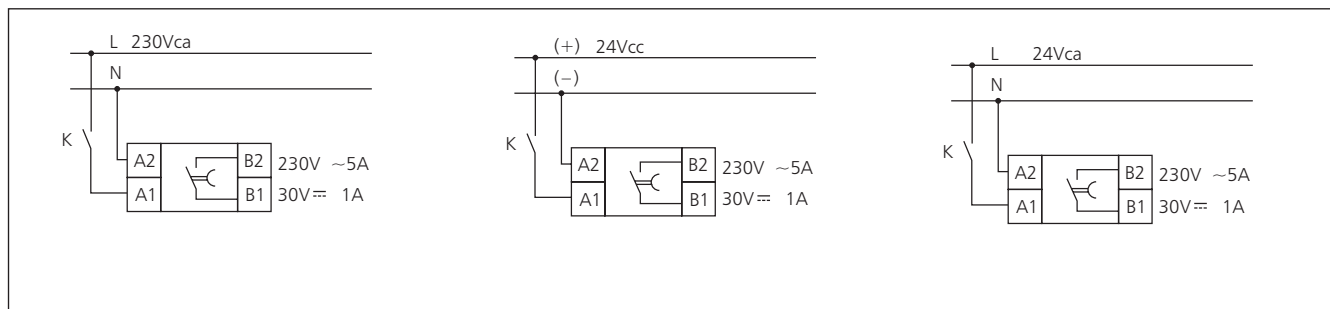 L 230Vca
N
K
A2
B2
230V ~5A
A1
B1
30V⎓ 1A
(+) 24Vcc
(−)
K
A2
B2
230V ~5A
A1
B1
30V⎓ 1A
L 24Vca
N
K
A2
B2
230V ~5A
A1
B1
30V⎓ 1A